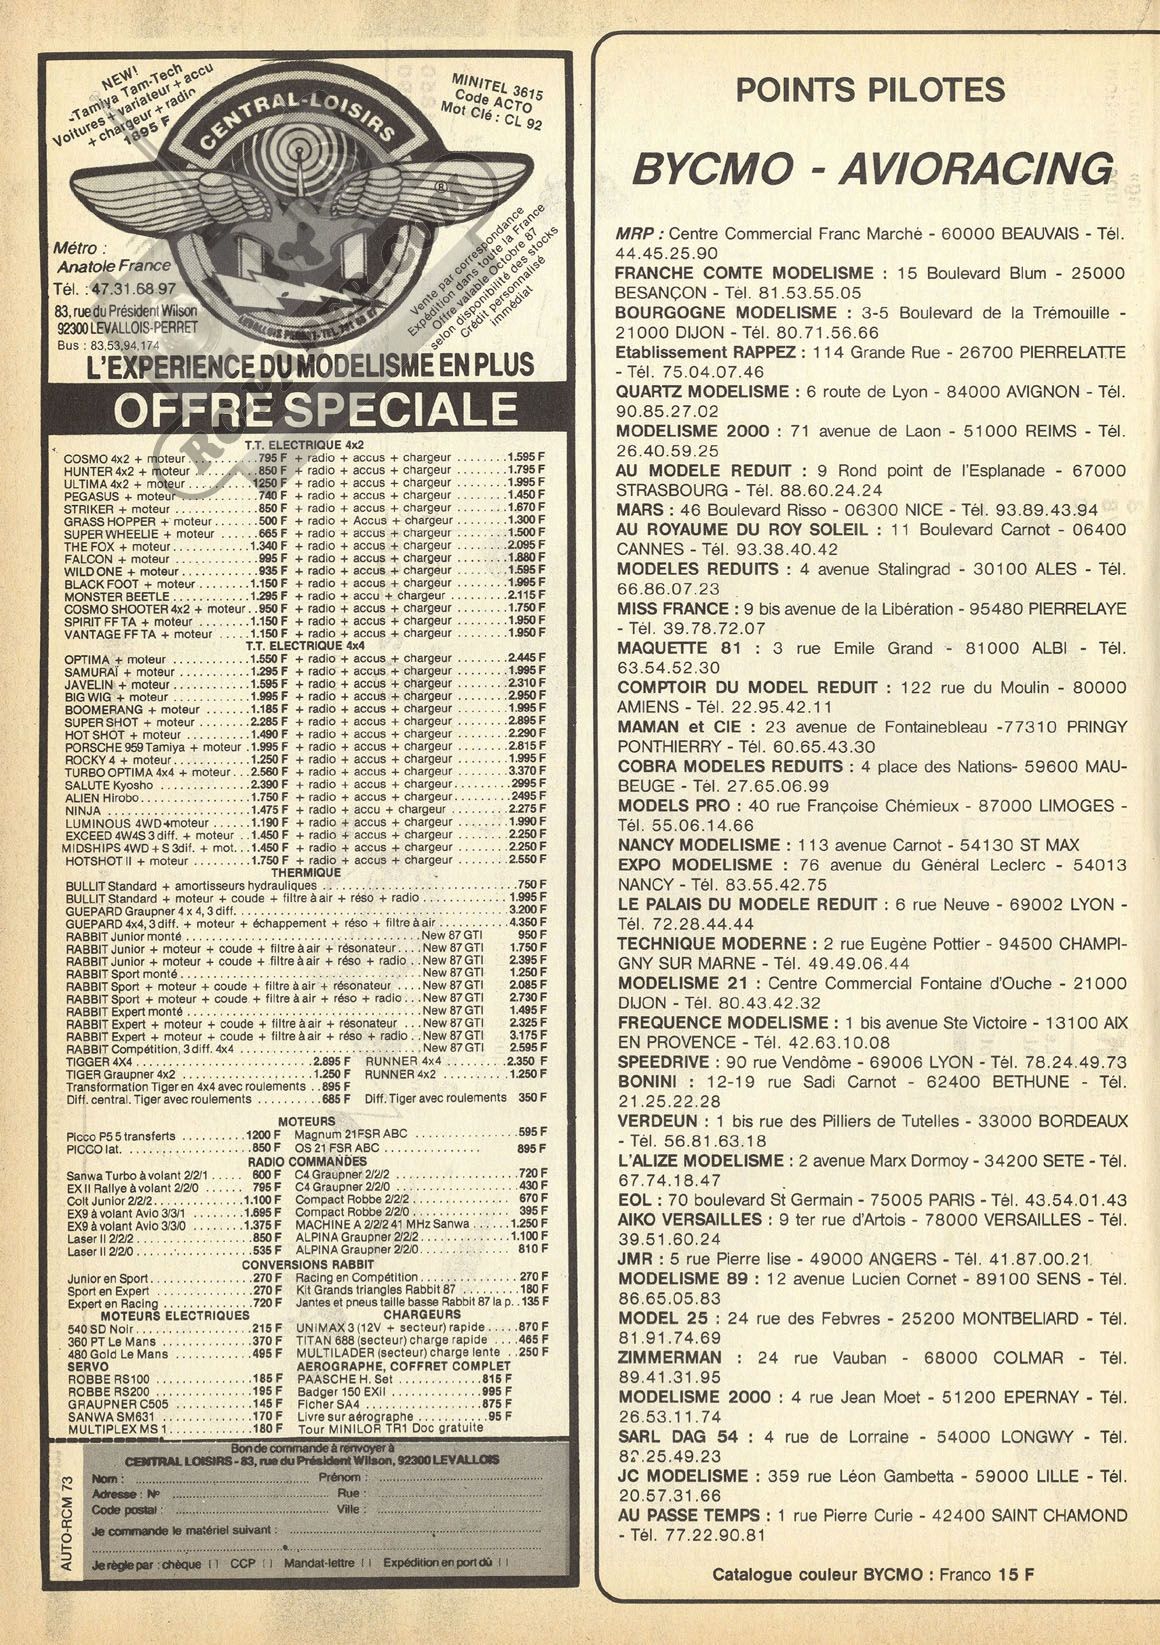 NEW!
-Tamiya Tam-Tech
Voitures + variateur + accu
+ chargeur + radio
1895 F
CENTRAL-LOISIRS
MINITEL 3615
Code ACTO
Mot Clé : CL 92
®
Métro :
Anatole France
Tél. : 47.31.68 97
83, rue du Président Wilson
92300 LEVALLOIS-PERRET
Bus : 83,53,94,174
Vente par correspondance
Expédition dans toute la France
Offre valable Octobre 87
selon disponibilité des stocks
Crédit personnalisé
immédiat
L'EXPERIENCE DU MODELISME EN PLUS
OFFRE SPECIALE
T.T. ELECTRIQUE 4x2
COSMO 4x2 + moteur 795 F + radio + accus + chargeur 1.595 F
HUNTER 4x2 + moteur 850 F + radio + accus + chargeur 1.795 F
ULTIMA 4x2 + moteur 1250 F + radio + accus + chargeur 1.995 F
PEGASUS + moteur 740 F + radio + accus + chargeur 1.450 F
STRIKER + moteur 850 F + radio + accus + chargeur 1.670 F
GRASS HOPPER + moteur 500 F + radio + Accus + chargeur 1.300 F
SUPER WHEELIE + moteur 665 F + radio + accus + chargeur 1.500 F
THE FOX + moteur 1.340 F + radio + accus + chargeur 2.095 F
FALCON + moteur 995 F + radio + accus + chargeur 1.880 F
WILD ONE + moteur 935 F + radio + accus + chargeur 1.595 F
BLACK FOOT + moteur 1.150 F + radio + accus + chargeur 1.995 F
MONSTER BEETLE 1.295 F + radio + accu + chargeur 2.115 F
COSMO SHOOTER 4x2 + moteur 950 F + radio + accus + chargeur 1.750 F
SPIRIT FF TA + moteur 1.150 F + radio + accus + chargeur 1.950 F
VANTAGE FF TA + moteur 1.150 F + radio + accus + chargeur 1.950 F
T.T. ELECTRIQUE 4x4
OPTIMA + moteur 1.550 F + radio + accus + chargeur 2.445 F
SAMURAÏ + moteur 1.295 F + radio + accus + chargeur 1.995 F
JAVELIN + moteur 1.595 F + radio + accus + chargeur 2.310 F
BIG WIG + moteur 1.995 F + radio + accus + chargeur 2.950 F
BOOMERANG + moteur 1.185 F + radio + accus + chargeur 1.995 F
SUPER SHOT + moteur 2.285 F + radio + accus + chargeur 2.895 F
HOT SHOT + moteur 1.490 F + radio + accus + chargeur 2.290 F
PORSCHE 959 Tamiya + moteur 1.995 F + radio + accus + chargeur 2.815 F
ROCKY 4 + moteur 1.250 F + radio + accus + chargeur 1.995 F
TURBO OPTIMA 4x4 + moteur 2.560 F + radio + accus + chargeur 3.370 F
SALUTE Kyosho 2.390 F + radio + accus + chargeur 2995 F
ALIEN Hirobo 1.750 F + radio + accus + chargeur 2495 F
NINJA 1.475 F + radio + accu + chargeur 2.275 F
LUMINOUS 4WD+moteur 1.190 F + radio + accus + chargeur 1.990 F
EXCEED 4W4S 3 diff. + moteur 1.450 F + radio + accus + chargeur 2.250 F
MIDSHIPS 4WD + S 3dif. + mot. 1.450 F + radio + accus + chargeur 2.250 F
HOTSHOT II + moteur 1.750 F + radio + accus + chargeur 2.550 F
THERMIQUE
BULLIT Standard + amortisseurs hydrauliques 750 F
BULLIT Standard + moteur + coude + filtre à air + réso + radio 1.995 F
GUEPARD Graupner 4 x 4, 3 diff. 3.200 F
GUEPARD 4x4, 3 diff. + moteur + échappement + réso + filtre à air 4.350 F
RABBIT Junior monté New 87 GTI 950 F
RABBIT Junior + moteur + coude + filtre à air + résonateur New 87 GTI 1.750 F
RABBIT Junior + moteur + coude + filtre à air + réso + radio New 87 GTI 2.395 F
RABBIT Sport monté New 87 GTI 1.250 F
RABBIT Sport + moteur + coude + filtre à air + résonateur New 87 GTI 2.085 F
RABBIT Sport + moteur + coude + filtre à air + réso + radio New 87 GTI 2.730 F
RABBIT Expert monté New 87 GTI 1.495 F
RABBIT Expert + moteur + coude + filtre à air + résonateur New 87 GTI 2.325 F
RABBIT Expert + moteur + coude + filtre à air + réso + radio New 87 GTI 3.175 F
RABBIT Compétition, 3 diff. 4x4 New 87 GTI 2.595 F
TIGGER 4X4 2.895 F RUNNER 4x4 2.350 F
TIGER Graupner 4x2 1.250 F RUNNER 4x2 1.250 F
Transformation Tiger en 4x4 avec roulements 895 F
Diff. central. Tiger avec roulements 685 F Diff. Tiger avec roulements 350 F
MOTEURS
Picco P5 5 transferts 1200 F Magnum 21 FSR ABC 595 F
PICCO lat. 850 F OS 21 FSR ABC 895 F
RADIO COMMANDES
Sanwa Turbo à volant 2/2/1 600 F C4 Graupner 2/2/2 720 F
EX II Rallye à volant 2/2/0 795 F C4 Graupner 2/2/0 430 F
Colt Junior 2/2/2 1.100 F Compact Robbe 2/2/2 670 F
EX9 à volant Avio 3/3/1 1.695 F Compact Robbe 2/2/0 395 F
EX9 à volant Avio 3/3/0 1.375 F MACHINE A 2/2/2 41 MHz Sanwa 1.250 F
Laser II 2/2/2 850 F ALPINA Graupner 2/2/2 1.100 F
Laser II 2/2/0 535 F ALPINA Graupner 2/2/0 810 F
CONVERSIONS RABBIT
Junior en Sport 270 F Racing en Compétition 270 F
Sport en Expert 270 F Kit Grands triangles Rabbit 87 180 F
Expert en Racing 720 F Jantes et pneus taille basse Rabbit 87 la p. 135 F
MOTEURS ELECTRIQUES CHARGEURS
540 SD Noir 215 F UNIMAX 3 (12V + secteur) rapide 870 F
360 PT Le Mans 370 F TITAN 688 (secteur) charge rapide 465 F
480 Gold Le Mans 495 F MULTILADER (secteur) charge lente 250 F
SERVO AEROGRAPHE, COFFRET COMPLET
ROBBE RS100 185 F PAASCHE H. Set 815 F
ROBBE RS200 195 F Badger 150 EXII 995 F
GRAUPNER C505 145 F Ficher SA4 875 F
SANWA SM631 170 F Livre sur aérographe 95 F
MULTIPLEX MS 1 180 F Tour MINILOR TR1 Doc gratuite
Bon de commande à renvoyer à
CENTRAL LOISIRS - 83, rue du Président Wilson, 92300 LEVALLOIS
Nom : Prénom :
Adresse : N° Rue :
Code postal : Ville :
Je commande le matériel suivant :
Je règle par : chèque [ ] CCP [ ] Mandat-lettre [ ] Expédition en port dû [ ]
AUTO-RCM 73
POINTS PILOTES
BYCMO - AVIORACING
MRP : Centre Commercial Franc Marché - 60000 BEAUVAIS - Tél.
44.45.25.90
FRANCHE COMTE MODELISME : 15 Boulevard Blum - 25000
BESANÇON - Tél. 81.53.55.05
BOURGOGNE MODELISME : 3-5 Boulevard de la Trémouille -
21000 DIJON - Tél. 80.71.56.66
Etablissement RAPPEZ : 114 Grande Rue - 26700 PIERRELATTE
- Tél. 75.04.07.46
QUARTZ MODELISME : 6 route de Lyon - 84000 AVIGNON - Tél.
90.85.27.02
MODELISME 2000 : 71 avenue de Laon - 51000 REIMS - Tél.
26.40.59.25
AU MODELE REDUIT : 9 Rond point de l'Esplanade - 67000
STRASBOURG - Tél. 88.60.24.24
MARS : 46 Boulevard Risso - 06300 NICE - Tél. 93.89.43.94
AU ROYAUME DU ROY SOLEIL : 11 Boulevard Carnot - 06400
CANNES - Tél. 93.38.40.42
MODELES REDUITS : 4 avenue Stalingrad - 30100 ALES - Tél.
66.86.07.23
MISS FRANCE : 9 bis avenue de la Libération - 95480 PIERRELAYE
- Tél. 39.78.72.07
MAQUETTE 81 : 3 rue Emile Grand - 81000 ALBI - Tél.
63.54.52.30
COMPTOIR DU MODEL REDUIT : 122 rue du Moulin - 80000
AMIENS - Tél. 22.95.42.11
MAMAN et CIE : 23 avenue de Fontainebleau -77310 PRINGY
PONTHIERRY - Tél. 60.65.43.30
COBRA MODELES REDUITS : 4 place des Nations- 59600 MAU-
BEUGE - Tél. 27.65.06.99
MODELS PRO : 40 rue Françoise Chémieux - 87000 LIMOGES -
Tél. 55.06.14.66
NANCY MODELISME : 113 avenue Carnot - 54130 ST MAX
EXPO MODELISME : 76 avenue du Général Leclerc - 54013
NANCY - Tél. 83.55.42.75
LE PALAIS DU MODELE REDUIT : 6 rue Neuve - 69002 LYON -
Tél. 72.28.44.44
TECHNIQUE MODERNE : 2 rue Eugène Pottier - 94500 CHAMPI-
GNY SUR MARNE - Tél. 49.49.06.44
MODELISME 21 : Centre Commercial Fontaine d'Ouche - 21000
DIJON - Tél. 80.43.42.32
FREQUENCE MODELISME : 1 bis avenue Ste Victoire - 13100 AIX
EN PROVENCE - Tél. 42.63.10.08
SPEEDRIVE : 90 rue Vendôme - 69006 LYON - Tél. 78.24.49.73
BONINI : 12-19 rue Sadi Carnot - 62400 BETHUNE - Tél.
21.25.22.28
VERDEUN : 1 bis rue des Pilliers de Tutelles - 33000 BORDEAUX
- Tél. 56.81.63.18
L'ALIZE MODELISME : 2 avenue Marx Dormoy - 34200 SETE - Tél.
67.74.18.47
EOL : 70 boulevard St Germain - 75005 PARIS - Tél. 43.54.01.43
AIKO VERSAILLES : 9 ter rue d'Artois - 78000 VERSAILLES - Tél.
39.51.60.24
JMR : 5 rue Pierre lise - 49000 ANGERS - Tél. 41.87.00.21
MODELISME 89 : 12 avenue Lucien Cornet - 89100 SENS - Tél.
86.65.05.83
MODEL 25 : 24 rue des Febvres - 25200 MONTBELIARD - Tél.
81.91.74.69
ZIMMERMAN : 24 rue Vauban - 68000 COLMAR - Tél.
89.41.31.95
MODELISME 2000 : 4 rue Jean Moet - 51200 EPERNAY - Tél.
26.53.11.74
SARL DAG 54 : 4 rue de Lorraine - 54000 LONGWY - Tél.
82.25.49.23
JC MODELISME : 359 rue Léon Gambetta - 59000 LILLE - Tél.
20.57.31.66
AU PASSE TEMPS : 1 rue Pierre Curie - 42400 SAINT CHAMOND
- Tél. 77.22.90.81
Catalogue couleur BYCMO : Franco 15 F